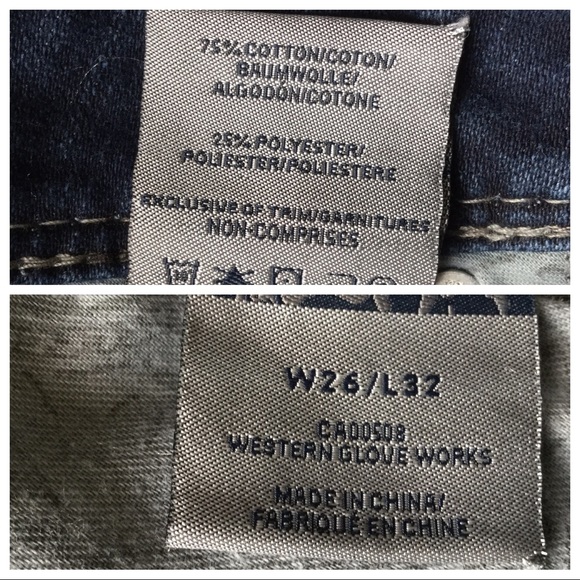 75% COTTON/COTON/
BAUMWOLLE/
ALGODON/COTONE
25% POLYESTER/
POLIESTER/POLIESTERE
EXCLUSIVE OF TRIM/GARNITURES
NON-COMPRISES
W26/L32
CA00508
WESTERN GLOVE WORKS
MADE IN CHINA/
FABRIQUÉ EN CHINE